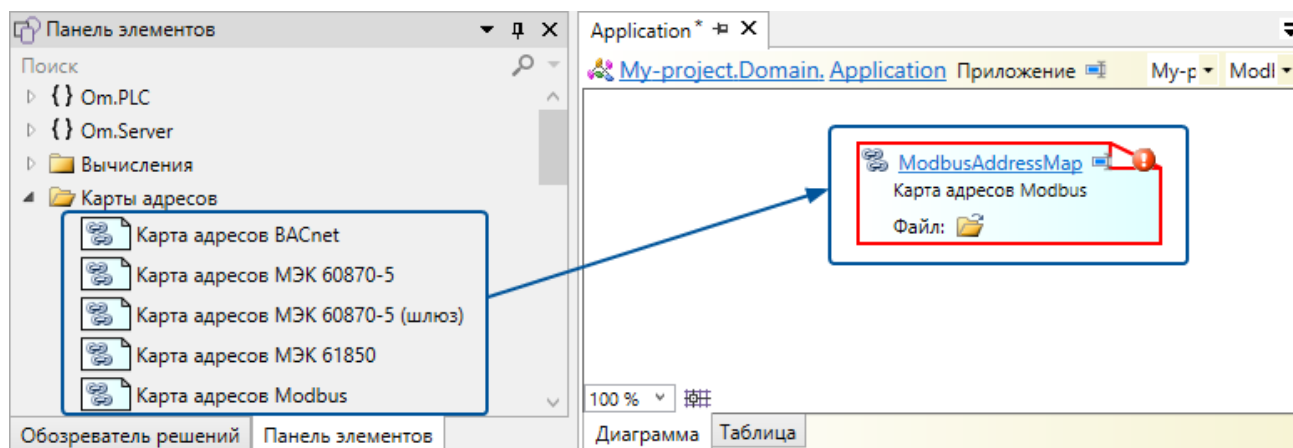 Панель элементов
Поиск
{} Om.PLC
{} Om.Server
Вычисления
Карты адресов
Карта адресов BACnet
Карта адресов МЭК 60870-5
Карта адресов МЭК 60870-5 (шлюз)
Карта адресов МЭК 61850
Карта адресов Modbus
Обозреватель решений
Панель элементов
Application*
My-project.Domain. Application Приложение
My-p
Modl
ModbusAddressMap
Карта адресов Modbus
Файл:
100 %
Диаграмма
Таблица